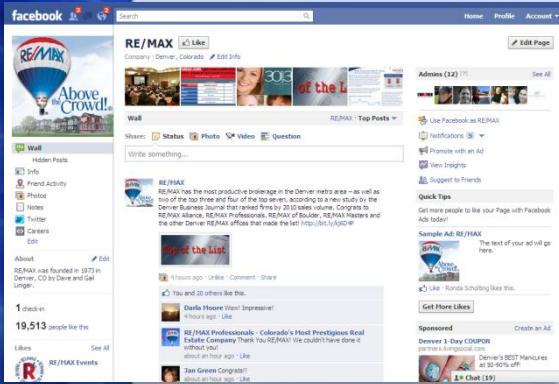 facebook
3
2
Search
Home Profile Account
RE/MAX
Like
Company · Denver, Colorado Edit Info
Edit Page
RE/MAX
Above
the Crowd!®
303
of the L
Wall
RE/MAX · Top Posts
Share: Status Photo Video Question
Write something...
Wall
Hidden Posts
Info
Friend Activity
Photos
Notes
Twitter
Careers
Edit
About
Edit
RE/MAX was founded in 1973 in
Denver, CO by Dave and Gail
Liniger.
1 check-in
19,513 people like this
Likes
See All
RE/MAX Events
RE/MAX
RE/MAX has the most productive brokerage in the Denver metro area – as well as
two of the top three and four of the top seven, according to a new study by the
Denver Business Journal that ranked firms by 2010 sales volume. Congrats to
RE/MAX Alliance, RE/MAX Professionals, RE/MAX of Boulder, RE/MAX Masters and
the other Denver RE/MAX offices that made the list!
Top of the List
4 hours ago · Unlike · Comment · Share
You and 20 others like this.
Darla Moore Wow! Impressive!
4 hours ago · Like
RE/MAX Professionals - Colorado's Most Prestigious Real
Estate Company Thank You RE/MAX! We couldn't have done it
without you!
about an hour ago · Like
Jan Green Congrats!!
about an hour ago · Like
Admins (12) [?]
See All
Use Facebook as RE/MAX
Notifications 5
Promote with an Ad
View Insights
Suggest to Friends
Quick Tips
Get more people to like your Page with Facebook
Ads today!
Sample Ad: RE/MAX
The text of your ad will go
here.
Like · Ronda Scholting likes this.
Get More Likes
Sponsored
Create an Ad
Denver 1-Day COUPON
partners.livingsocial.com
Denver's BEST Manicures
at 50-90% off!
Chat (19)